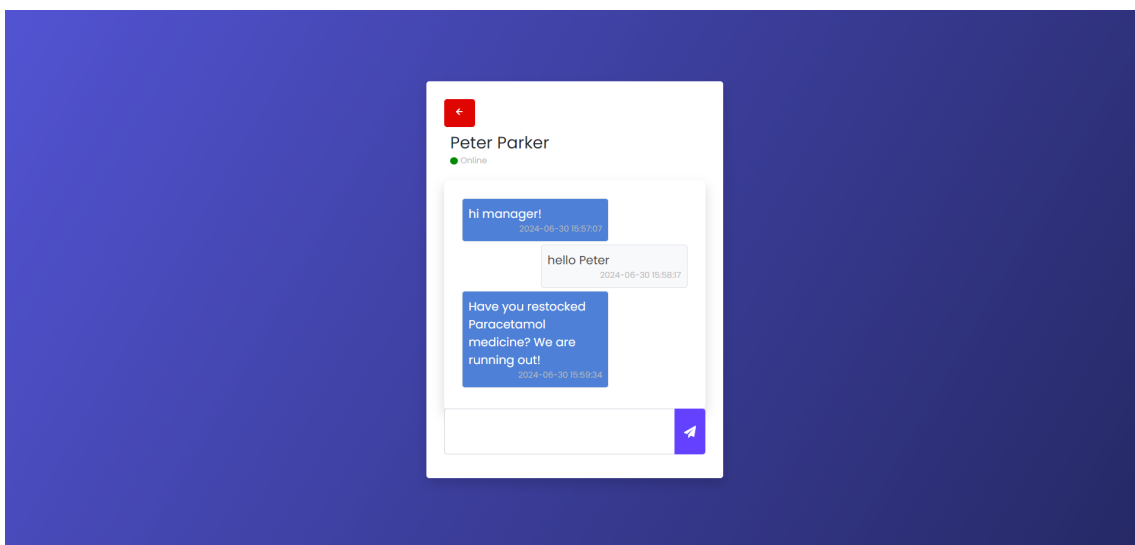 Peter Parker
Online
hi manager!
2024-06-30 15:57:07
hello Peter
2024-06-30 15:58:17
Have you restocked
Paracetamol
medicine? We are
running out!
2024-06-30 15:59:34